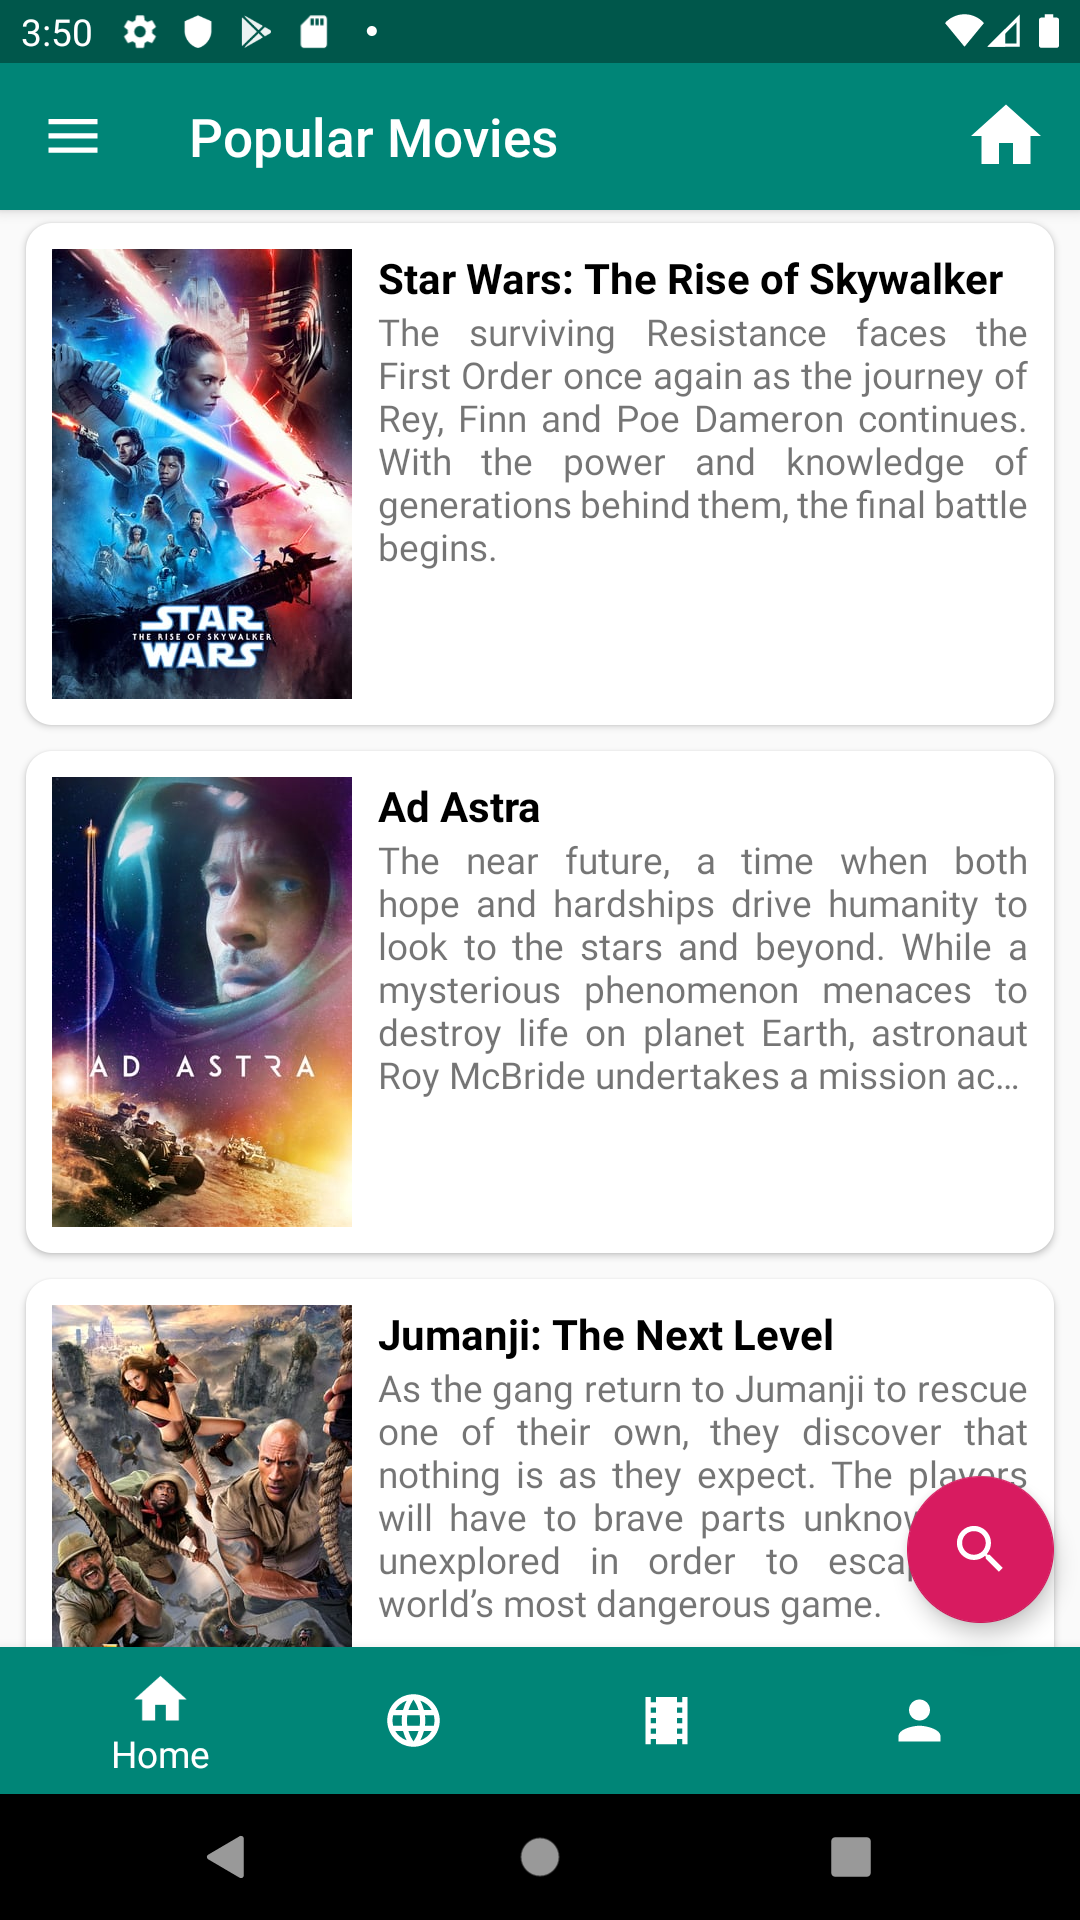 3:50
Popular Movies
Star Wars: The Rise of Skywalker
The surviving Resistance faces the
First Order once again as the journey of
Rey, Finn and Poe Dameron continues.
With the power and knowledge of
generations behind them, the final battle
begins.
STAR
THE RISE OF SKYWALKER
WARS
Ad Astra
The near future, a time when both
hope and hardships drive humanity to
look to the stars and beyond. While a
mysterious phenomenon menaces to
destroy life on planet Earth, astronaut
Roy McBride undertakes a mission ac…
AD ASTRA
Jumanji: The Next Level
As the gang return to Jumanji to rescue
one of their own, they discover that
nothing is as they expect. The players
will have to brave parts
unexplored in order to
world’s most dangerous game.
Home